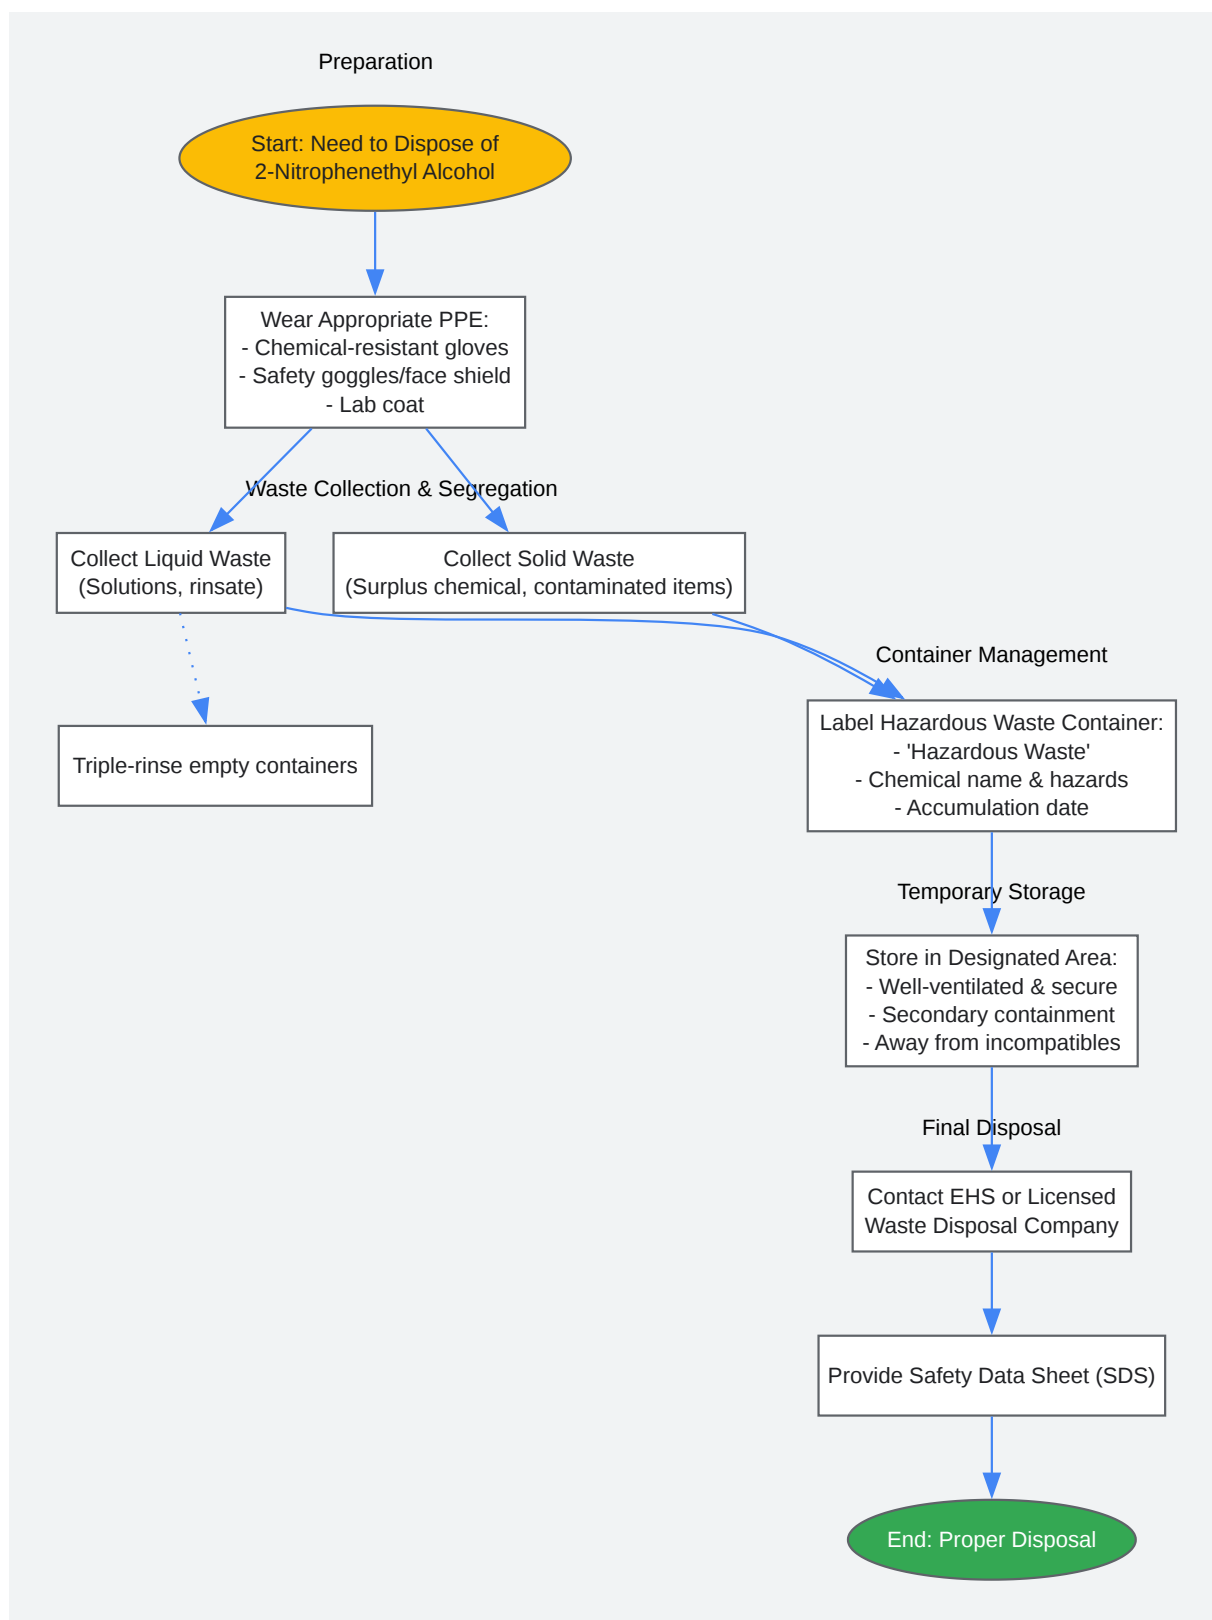 Preparation
Start: Need to Dispose of
2-Nitrophenethyl Alcohol
Wear Appropriate PPE:
- Chemical-resistant gloves
- Safety goggles/face shield
- Lab coat
Waste Collection & Segregation
Collect Liquid Waste
(Solutions, rinsate)
Collect Solid Waste
(Surplus chemical, contaminated items)
Triple-rinse empty containers
Container Management
Label Hazardous Waste Container:
- 'Hazardous Waste'
- Chemical name & hazards
- Accumulation date
Temporary Storage
Store in Designated Area:
- Well-ventilated & secure
- Secondary containment
- Away from incompatibles
Final Disposal
Contact EHS or Licensed
Waste Disposal Company
Provide Safety Data Sheet (SDS)
End: Proper Disposal